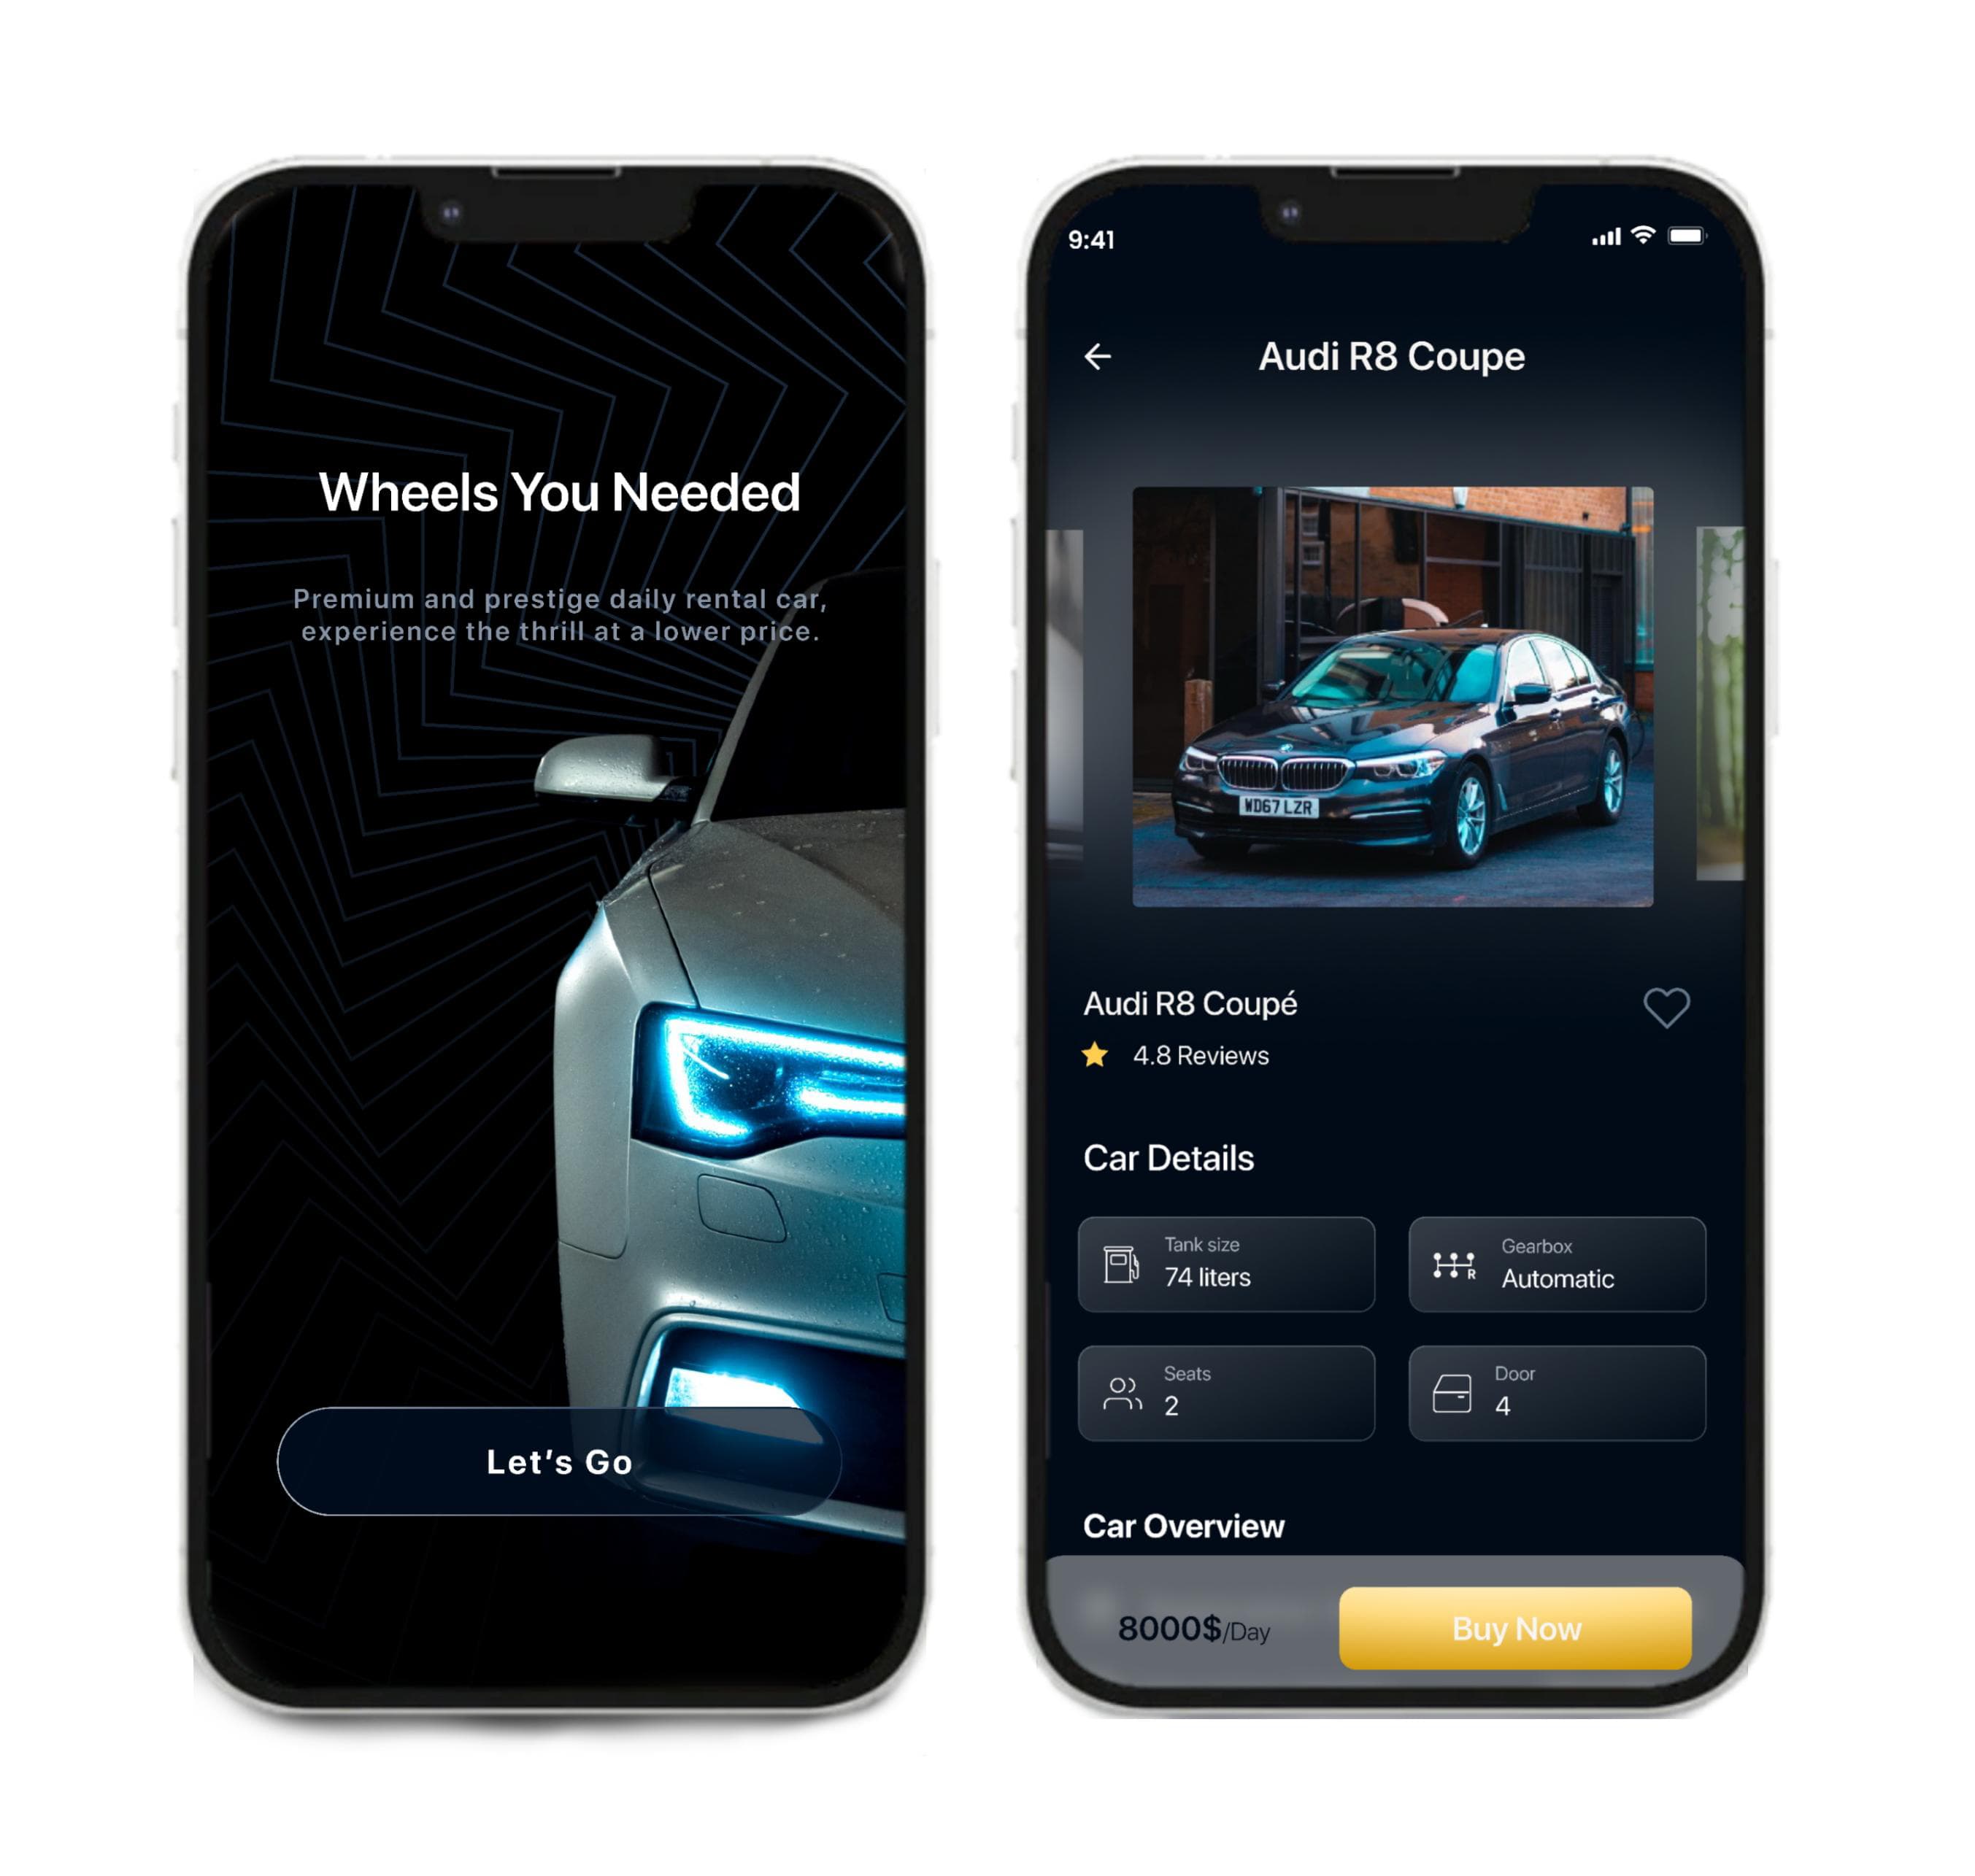 Wheels You Needed
Premium and prestige daily rental car,
experience the thrill at a lower price.
Let's Go
9:41
Audi R8 Coupe
WD67 LZR
Audi R8 Coupé
4.8 Reviews
Car Details
Tank size
74 liters
R
Gearbox
Automatic
Seats
2
Door
4
Car Overview
8000$/Day
Buy Now